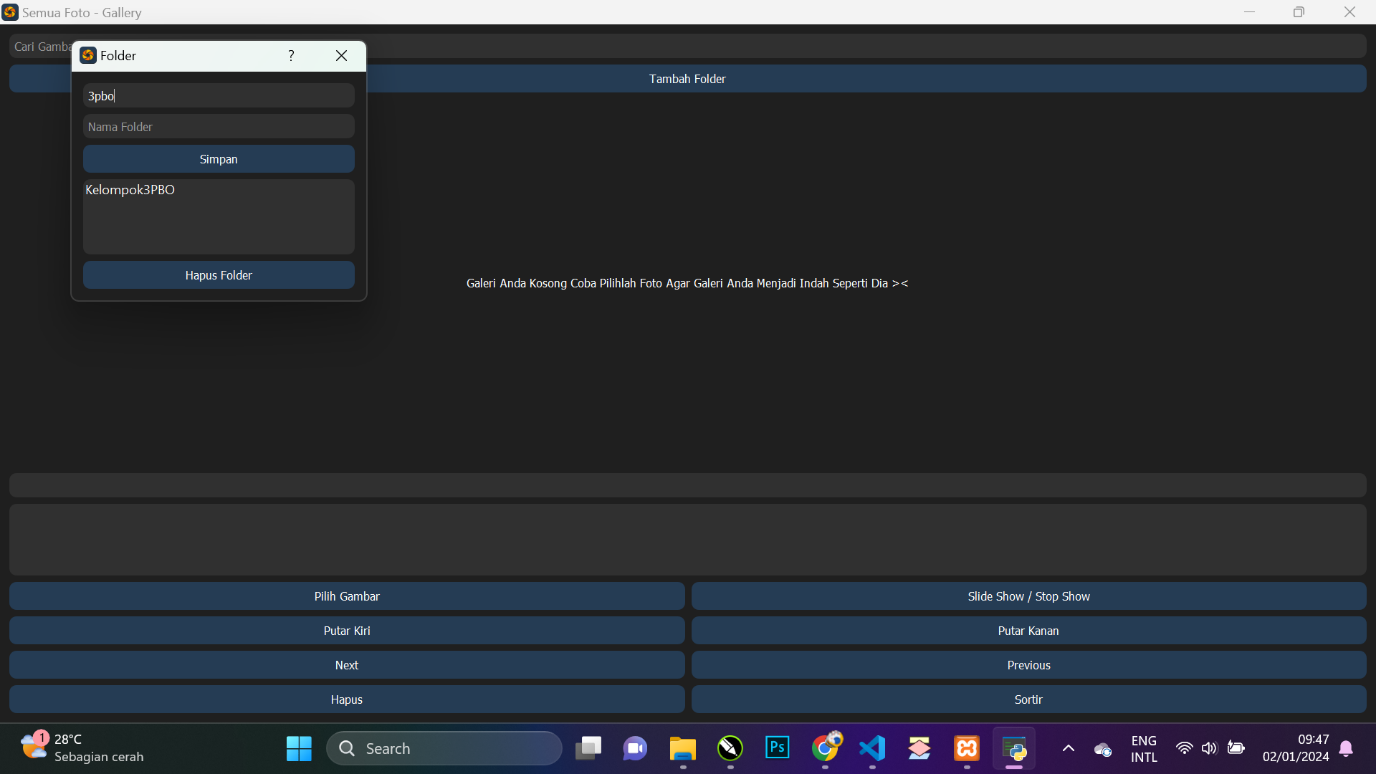 Semua Foto - Gallery
Cari Gamba
Folder
?
Tambah Folder
3pbo
Nama Folder
Simpan
Kelompok3PBO
Hapus Folder
Galeri Anda Kosong Coba Pilihlah Foto Agar Galeri Anda Menjadi Indah Seperti Dia ><
Pilih Gambar
Slide Show / Stop Show
Putar Kiri
Putar Kanan
Next
Previous
Hapus
Sortir
1
28°C
Sebagian cerah
Search
Ps
ENG
INTL
09:47
02/01/2024